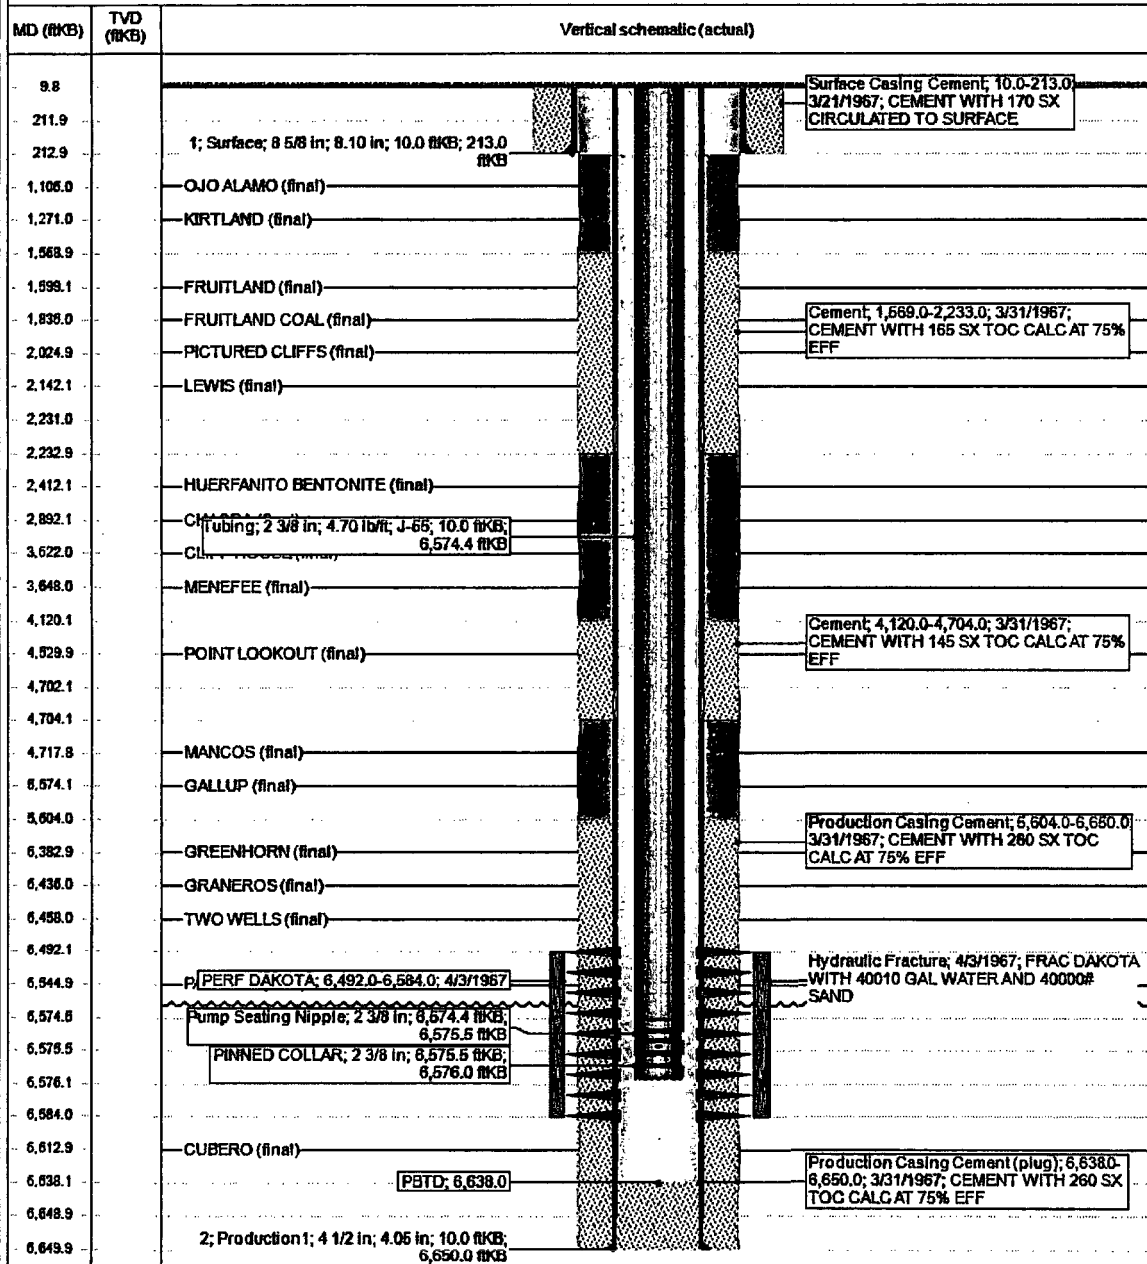 MD (ftKB) TVD (ftKB) Vertical schematic (actual)
9.8
Surface Casing Cement; 10.0-213.0;
3/21/1967; CEMENT WITH 170 SX
CIRCULATED TO SURFACE
211.9
1; Surface; 8 5/8 in; 8.10 in; 10.0 ftKB; 213.0
ftKB
212.9
1,106.0 OJO ALAMO (final)
1,271.0 KIRTLAND (final)
1,568.9
1,599.1 FRUITLAND (final)
1,836.0 FRUITLAND COAL (final)
Cement; 1,569.0-2,233.0; 3/31/1967;
CEMENT WITH 165 SX TOC CALC AT 75%
EFF
2,024.9 PICTURED CLIFFS (final)
2,142.1 LEWIS (final)
2,231.0
2,232.9
2,412.1 HUERFANITO BENTONITE (final)
2,892.1
Tubing; 2 3/8 in; 4.70 lb/ft; J-55; 10.0 ftKB;
6,574.4 ftKB
3,622.0
3,648.0 MENEFEE (final)
4,120.1
Cement; 4,120.0-4,704.0; 3/31/1967;
CEMENT WITH 145 SX TOC CALC AT 75%
EFF
4,529.9 POINT LOOKOUT (final)
4,702.1
4,704.1
4,717.8 MANCOS (final)
5,574.1 GALLUP (final)
5,604.0
Production Casing Cement; 5,604.0-6,650.0;
3/31/1967; CEMENT WITH 260 SX TOC
CALC AT 75% EFF
6,382.9 GREENHORN (final)
6,436.0 GRANEROS (final)
6,458.0 TWO WELLS (final)
6,492.1
PERF DAKOTA; 6,492.0-6,584.0; 4/3/1967
Hydraulic Fracture; 4/3/1967; FRAC DAKOTA
WITH 40010 GAL WATER AND 40000#
SAND
6,544.9
6,574.5
Pump Seating Nipple; 2 3/8 in; 6,574.4 ftKB;
6,575.5 ftKB
6,575.5
PINNED COLLAR; 2 3/8 in; 6,575.5 ftKB;
6,576.0 ftKB
6,576.1
6,584.0
6,612.9 CUBERO (final)
6,638.1
PBTD; 6,638.0
Production Casing Cement (plug); 6,638.0-
6,650.0; 3/31/1967; CEMENT WITH 260 SX
TOC CALC AT 75% EFF
6,648.9
6,649.9
2; Production1; 4 1/2 in; 4.05 in; 10.0 ftKB;
6,650.0 ftKB